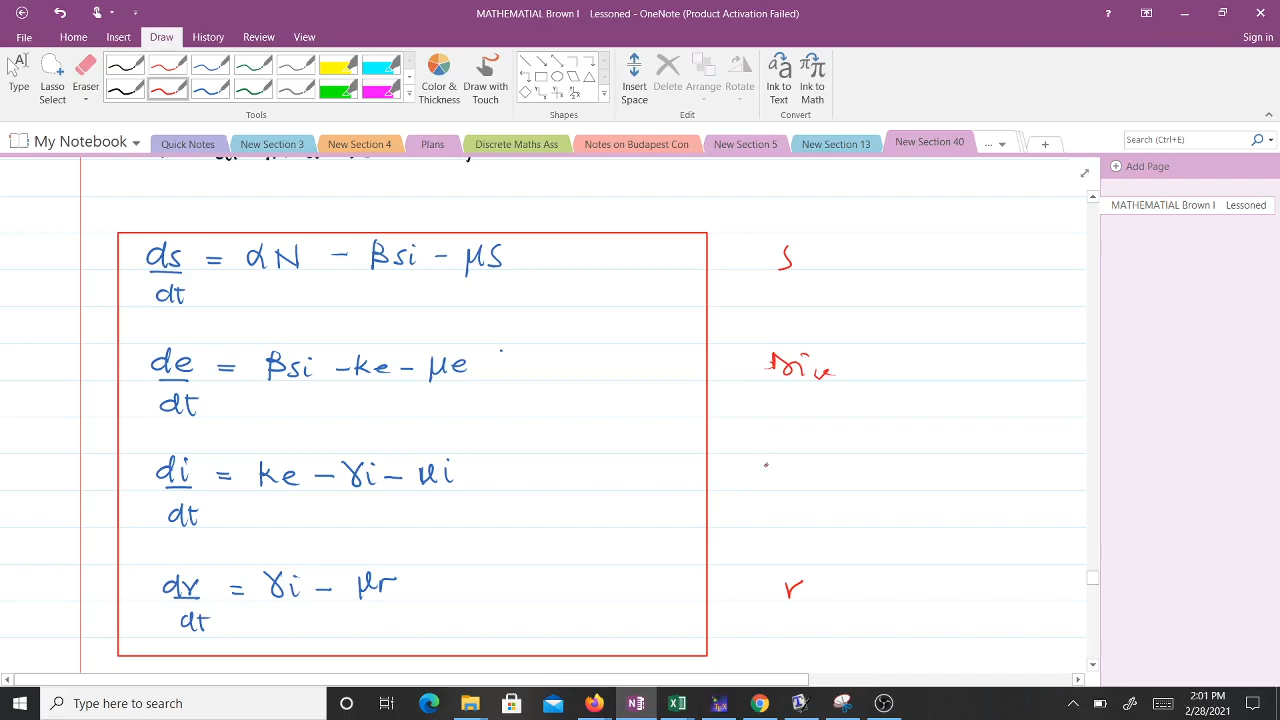 MATHEMATIAL Brown I Lessoned - OneNote (Product Activation Failed)
File Home Insert Draw History Review View Sign in
Type Lasso Select Eraser Color & Thickness Draw with Touch Insert Space Delete Arrange Rotate Ink to Text Ink to Math
Tools Shapes Edit Convert
My Notebook Quick Notes New Section 3 New Section 4 Plans Discrete Maths Ass Notes on Budapest Con New Section 5 New Section 13 New Section 40 ... Search (Ctrl+E)
Add Page
MATHEMATIAL Brown I Lessoned
ds/dt = αN - βsi - μS s
de/dt = βsi - ke - μe
di/dt = ke - γi - μi
dr/dt = γi - μr r
Type here to search 2:01 PM
2/28/2021